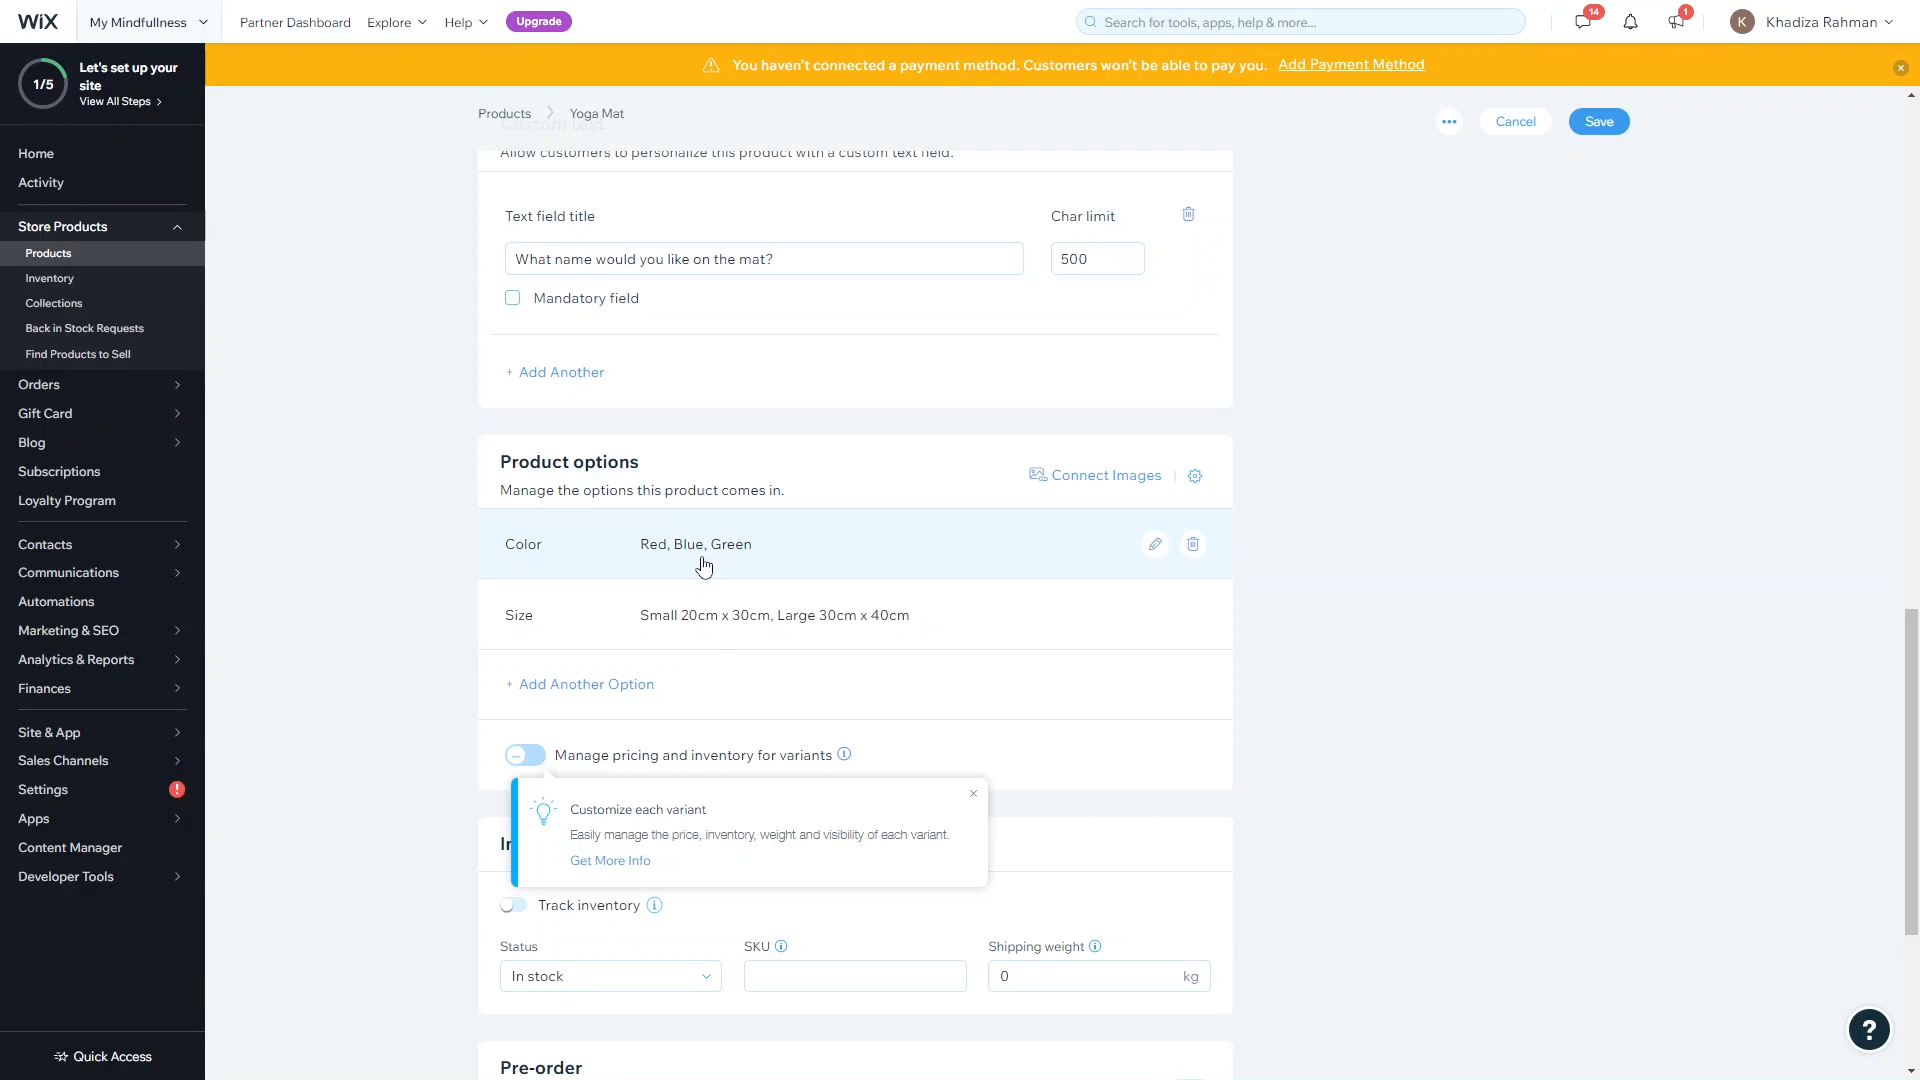 WiX
My Mindfullness
Partner Dashboard
Explore
Help
Upgrade
Search for tools, apps, help & more...
14
1
K
Khadiza Rahman
1/5
Let's set up your
site
View All Steps >
You haven't connected a payment method. Customers won't be able to pay you. Add Payment Method
Home
Activity
Store Products
Products
Inventory
Collections
Back in Stock Requests
Find Products to Sell
Orders
Gift Card
Blog
Subscriptions
Loyalty Program
Contacts
Communications
Automations
Marketing & SEO
Analytics & Reports
Finances
Site & App
Sales Channels
Settings
!
Apps
Content Manager
Developer Tools
Quick Access
Products > Yoga Mat
... Cancel Save
Custom text
Allow customers to personalize this product with a custom text field.
Text field title
Char limit
What name would you like on the mat?
500
Mandatory field
+ Add Another
Product options
Manage the options this product comes in.
Connect Images
Color
Red, Blue, Green
Size
Small 20cm x 30cm, Large 30cm x 40cm
+ Add Another Option
Manage pricing and inventory for variants
Customize each variant
Easily manage the price, inventory, weight and visibility of each variant.
Get More Info
Track inventory
Status
SKU
Shipping weight
In stock
0
kg
Pre-order
?